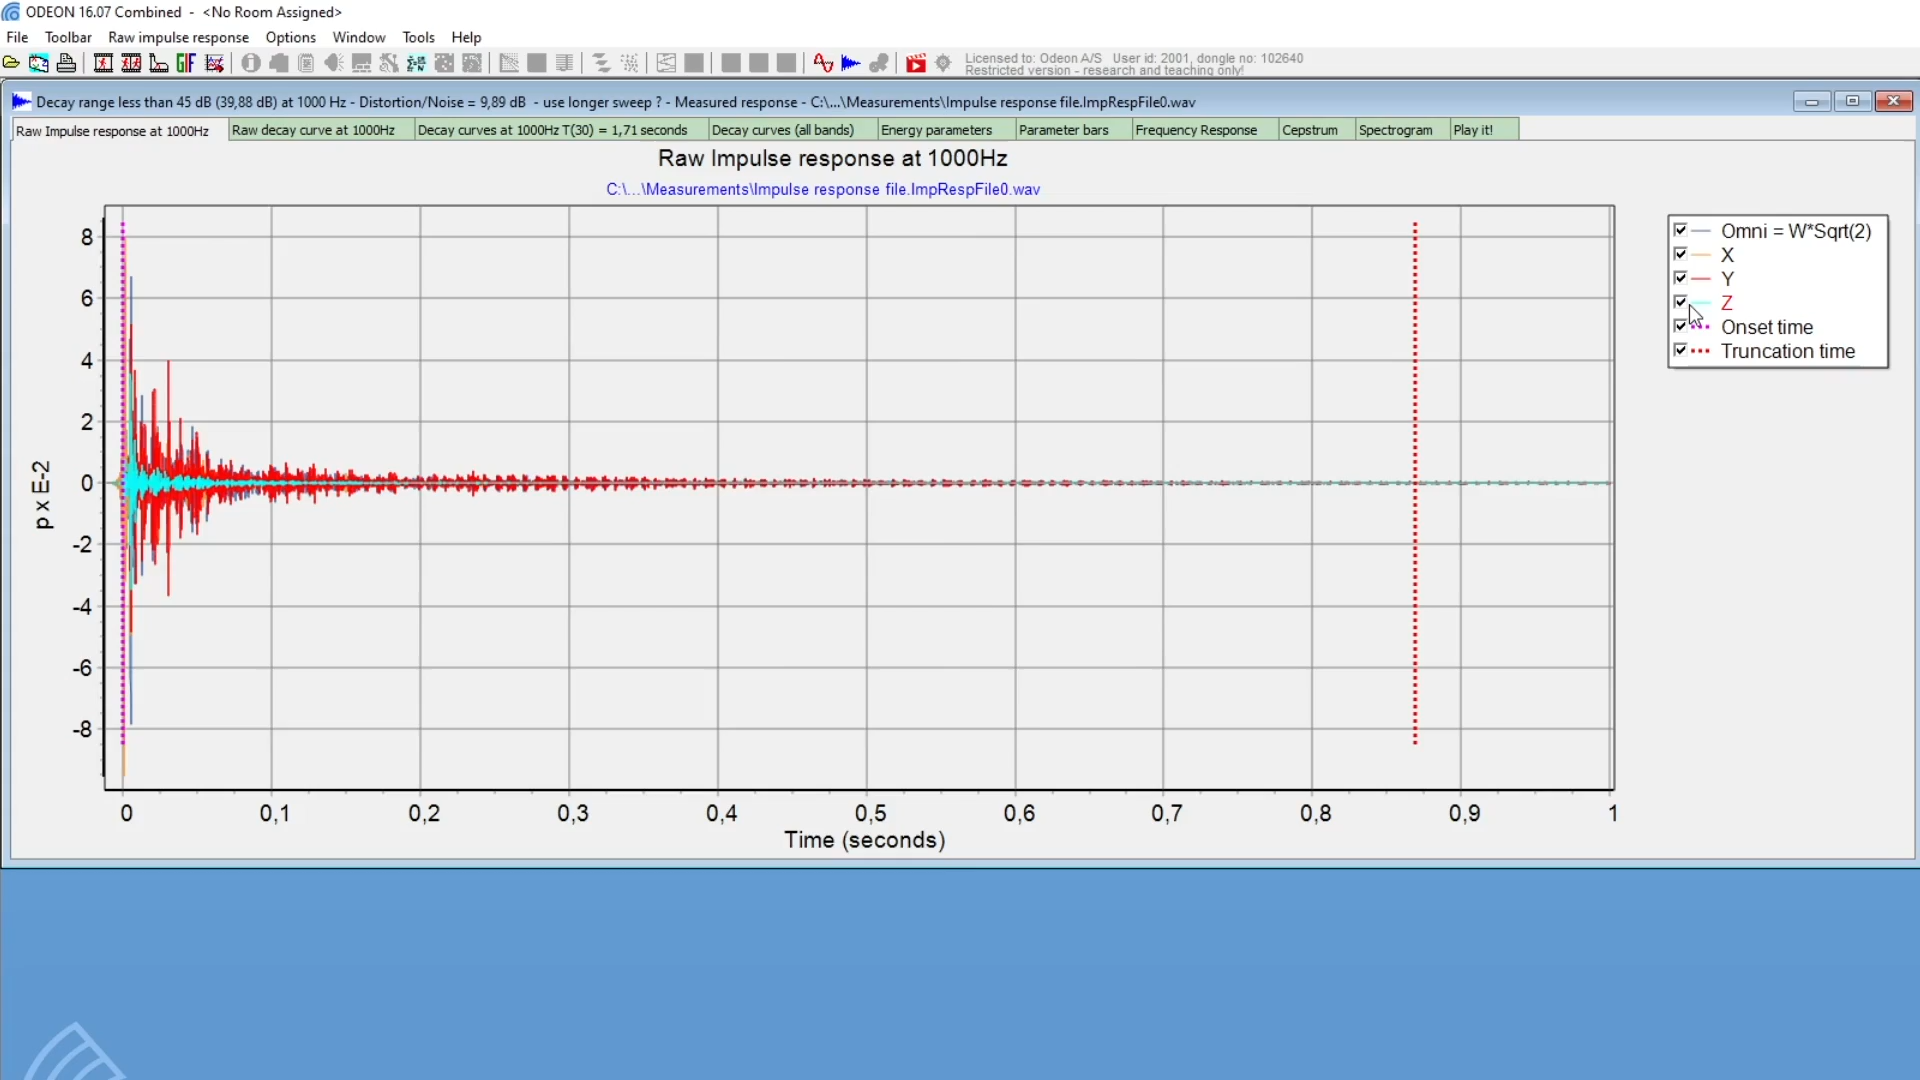 ODEON 16.07 Combined - <No Room Assigned>
File Toolbar Raw impulse response Options Window Tools Help
GIF
Licensed to: Odeon A/S User id: 2001, dongle no: 102640
Restricted version - research and teaching only!
Decay range less than 45 dB (39,88 dB) at 1000 Hz - Distortion/Noise = 9,89 dB - use longer sweep ? - Measured response - C:\...\Measurements\Impulse response file.ImpRespFile0.wav
Raw Impulse response at 1000Hz Raw decay curve at 1000Hz Decay curves at 1000Hz T(30) = 1,71 seconds Decay curves (all bands) Energy parameters Parameter bars Frequency Response Cepstrum Spectrogram Play it!
Raw Impulse response at 1000Hz
C:\...\Measurements\Impulse response file.ImpRespFile0.wav
Omni = W*Sqrt(2)
X
Y
Z
Onset time
Truncation time
p x E-2
8
6
4
2
0
-2
-4
-6
-8
0 0,1 0,2 0,3 0,4 0,5 0,6 0,7 0,8 0,9 1
Time (seconds)